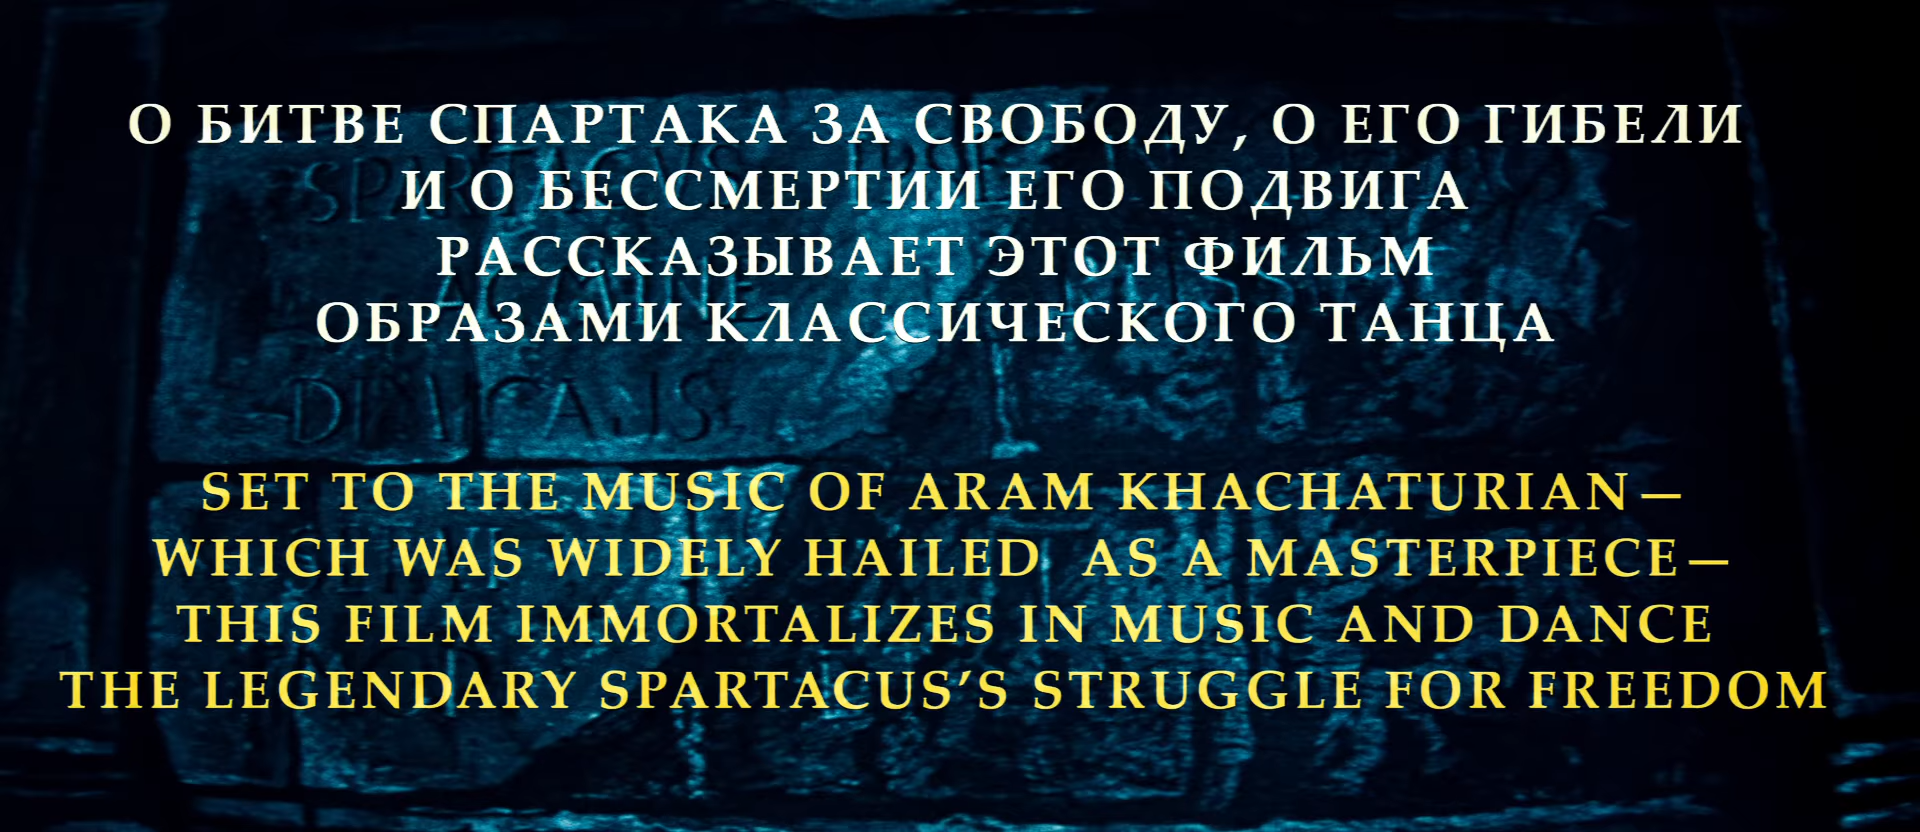 О БИТВЕ СПАРТАКА ЗА СВОБОДУ, О ЕГО ГИБЕЛИ
И О БЕССМЕРТИИ ЕГО ПОДВИГА
РАССКАЗЫВАЕТ ЭТОТ ФИЛЬМ
ОБРАЗАМИ КЛАССИЧЕСКОГО ТАНЦА
SET TO THE MUSIC OF ARAM KHACHATURIAN—
WHICH WAS WIDELY HAILED AS A MASTERPIECE—
THIS FILM IMMORTALIZES IN MUSIC AND DANCE
THE LEGENDARY SPARTACUS’S STRUGGLE FOR FREEDOM